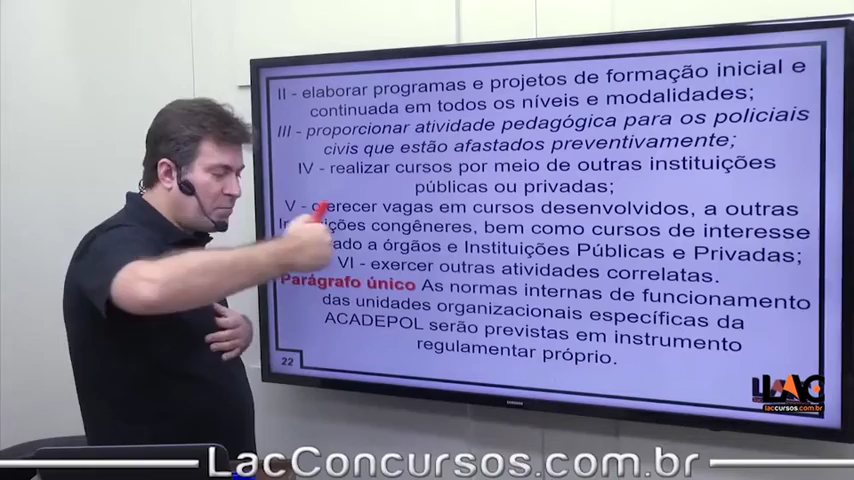 II - elaborar programas e projetos de formação inicial e
continuada em todos os níveis e modalidades;
III - proporcionar atividade pedagógica para os policiais
civis que estão afastados preventivamente;
IV - realizar cursos por meio de outras instituições
públicas ou privadas;
V - oferecer vagas em cursos desenvolvidos, a outras
Instituições congêneres, bem como cursos de interesse
a órgãos e Instituições Públicas e Privadas;
VI - exercer outras atividades correlatas.
Parágrafo único As normas internas de funcionamento
das unidades organizacionais específicas da
ACADEPOL serão previstas em instrumento
regulamentar próprio.
22
LAC
laccursos.com.br
LacConcursos.com.br